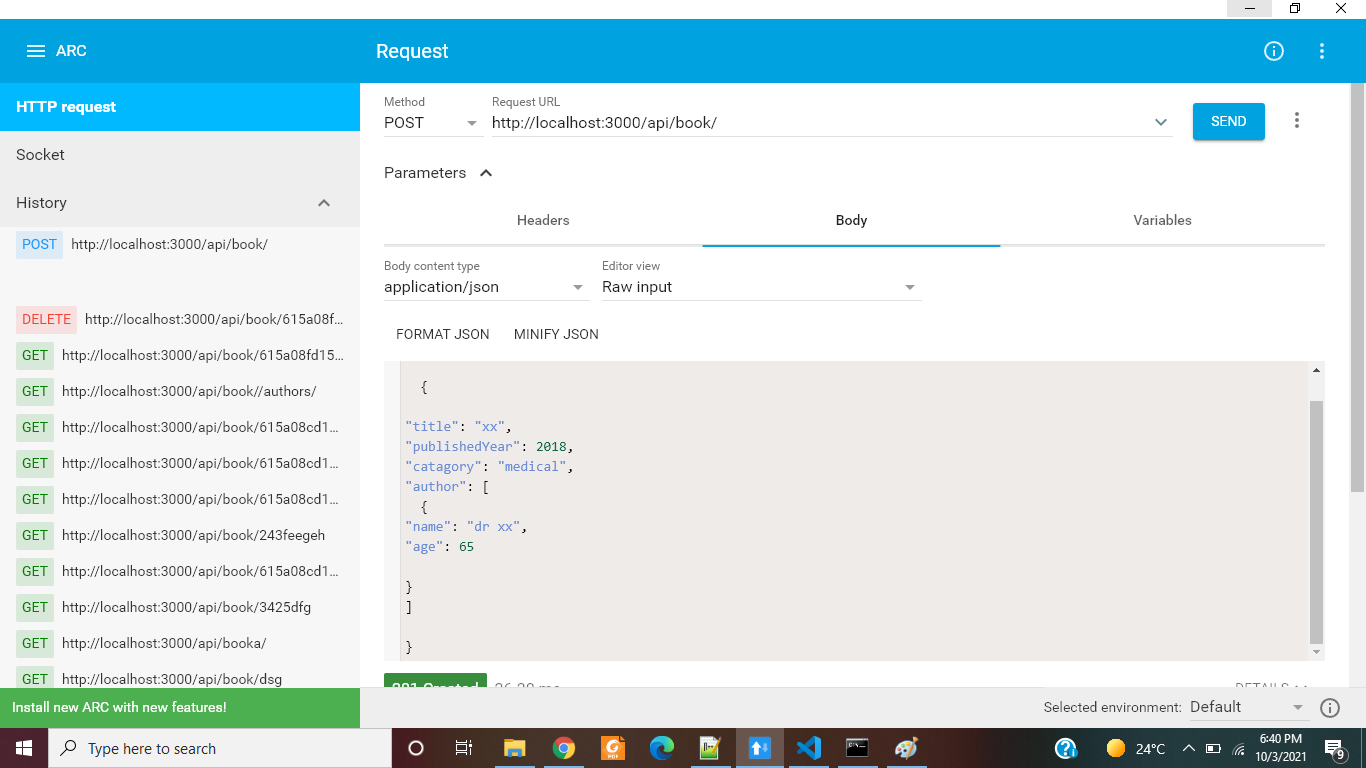 ARC
Request
HTTP request
Socket
History
POST http://localhost:3000/api/book/
DELETE http://localhost:3000/api/book/615a08f...
GET http://localhost:3000/api/book/615a08fd15...
GET http://localhost:3000/api/book//authors/
GET http://localhost:3000/api/book/615a08cd1...
GET http://localhost:3000/api/book/615a08cd1...
GET http://localhost:3000/api/book/615a08cd1...
GET http://localhost:3000/api/book/243feegeh
GET http://localhost:3000/api/book/615a08cd1...
GET http://localhost:3000/api/book/3425dfg
GET http://localhost:3000/api/booka/
GET http://localhost:3000/api/book/dsg
Install new ARC with new features!
Method
POST
Request URL
http://localhost:3000/api/book/
SEND
Parameters
Headers Body Variables
Body content type
application/json
Editor view
Raw input
FORMAT JSON MINIFY JSON
{
"title": "xx",
"publishedYear": 2018,
"catagory": "medical",
"author": [
{
"name": "dr xx",
"age": 65
}
]
}
201 Created
DETAILS
Selected environment: Default
Type here to search
24°C
6:40 PM
10/3/2021
9